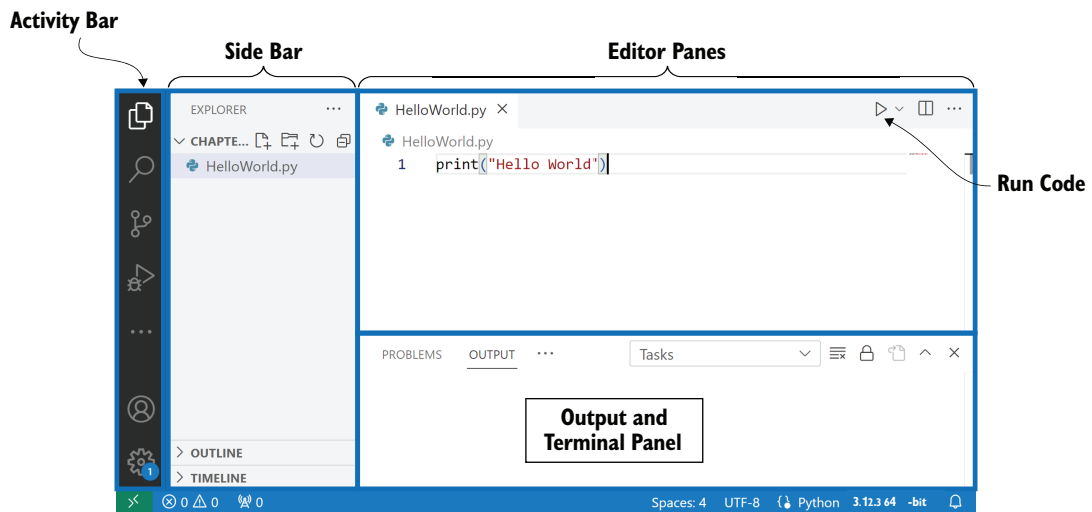 Activity Bar
Side Bar
Editor Panes
EXPLORER ...
HelloWorld.py
CHAPTE...
HelloWorld.py
HelloWorld.py
1 print("Hello World")
Run Code
PROBLEMS OUTPUT ...
Tasks
Output and
Terminal Panel
OUTLINE
TIMELINE
1
0 0 0
Spaces: 4 UTF-8 Python 3.12.3 64 -bit